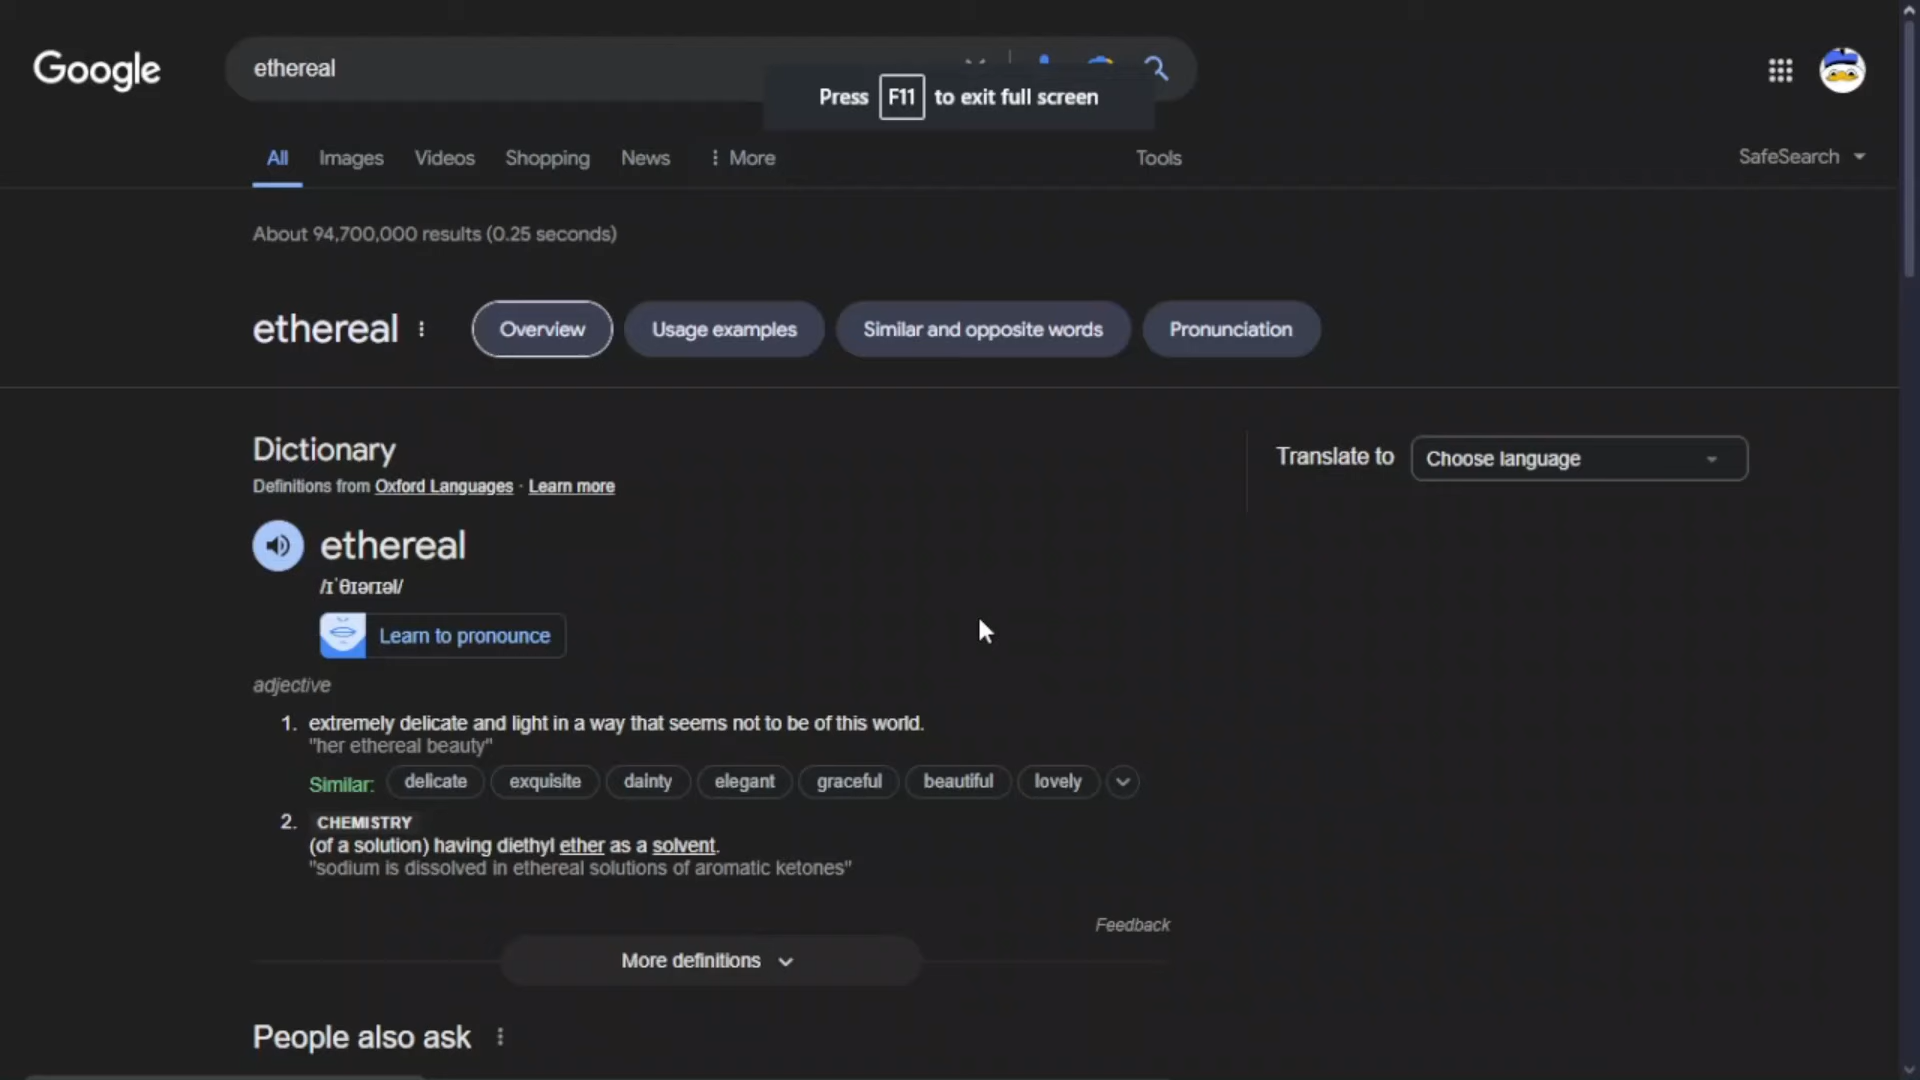 Google
ethereal
Press F11 to exit full screen
All Images Videos Shopping News More Tools SafeSearch
About 94,700,000 results (0.25 seconds)
ethereal Overview Usage examples Similar and opposite words Pronunciation
Dictionary
Translate to Choose language
Definitions from Oxford Languages · Learn more
ethereal
/ɪˈθɪərɪəl/
Learn to pronounce
adjective
1. extremely delicate and light in a way that seems not to be of this world.
"her ethereal beauty"
Similar: delicate exquisite dainty elegant graceful beautiful lovely
2. CHEMISTRY
(of a solution) having diethyl ether as a solvent.
"sodium is dissolved in ethereal solutions of aromatic ketones"
Feedback
More definitions
People also ask